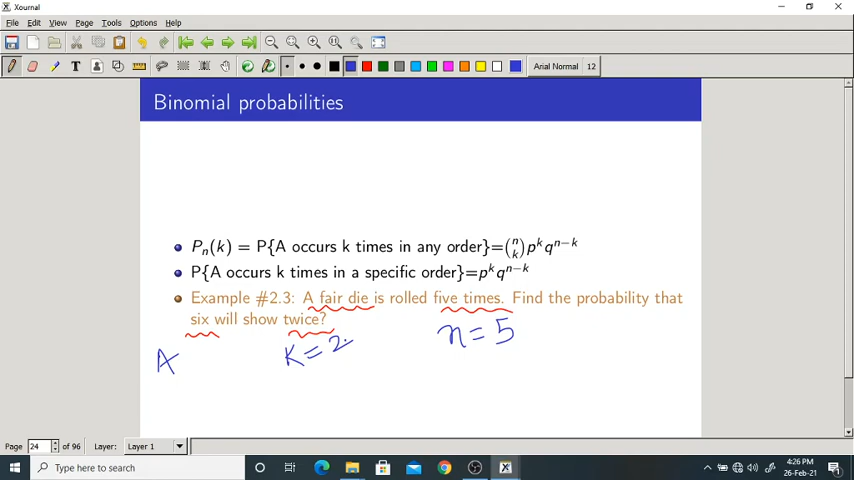 Xournal
File Edit View Page Tools Options Help
Arial Normal 12
Binomial probabilities
Pₙ(k) = P{A occurs k times in any order}=(n k)pᵏqⁿ⁻ᵏ
P{A occurs k times in a specific order}=pᵏqⁿ⁻ᵏ
Example #2.3: A fair die is rolled five times. Find the probability that
six will show twice?
A K=2. n=5
Page 24 of 96 Layer: Layer 1
Type here to search
4:26 PM
26-Feb-21
1